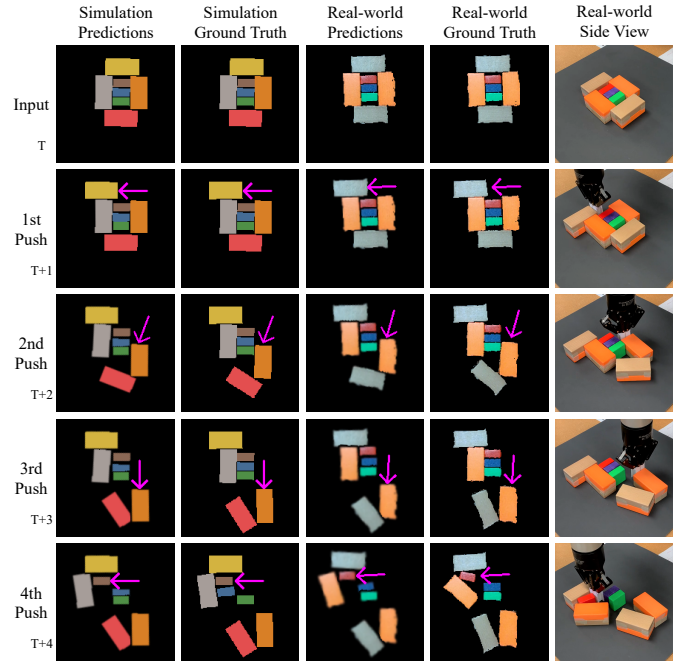 Simulation Predictions
Simulation Ground Truth
Real-world Predictions
Real-world Ground Truth
Real-world Side View
Input
T
1st Push
T+1
2nd Push
T+2
3rd Push
T+3
4th Push
T+4